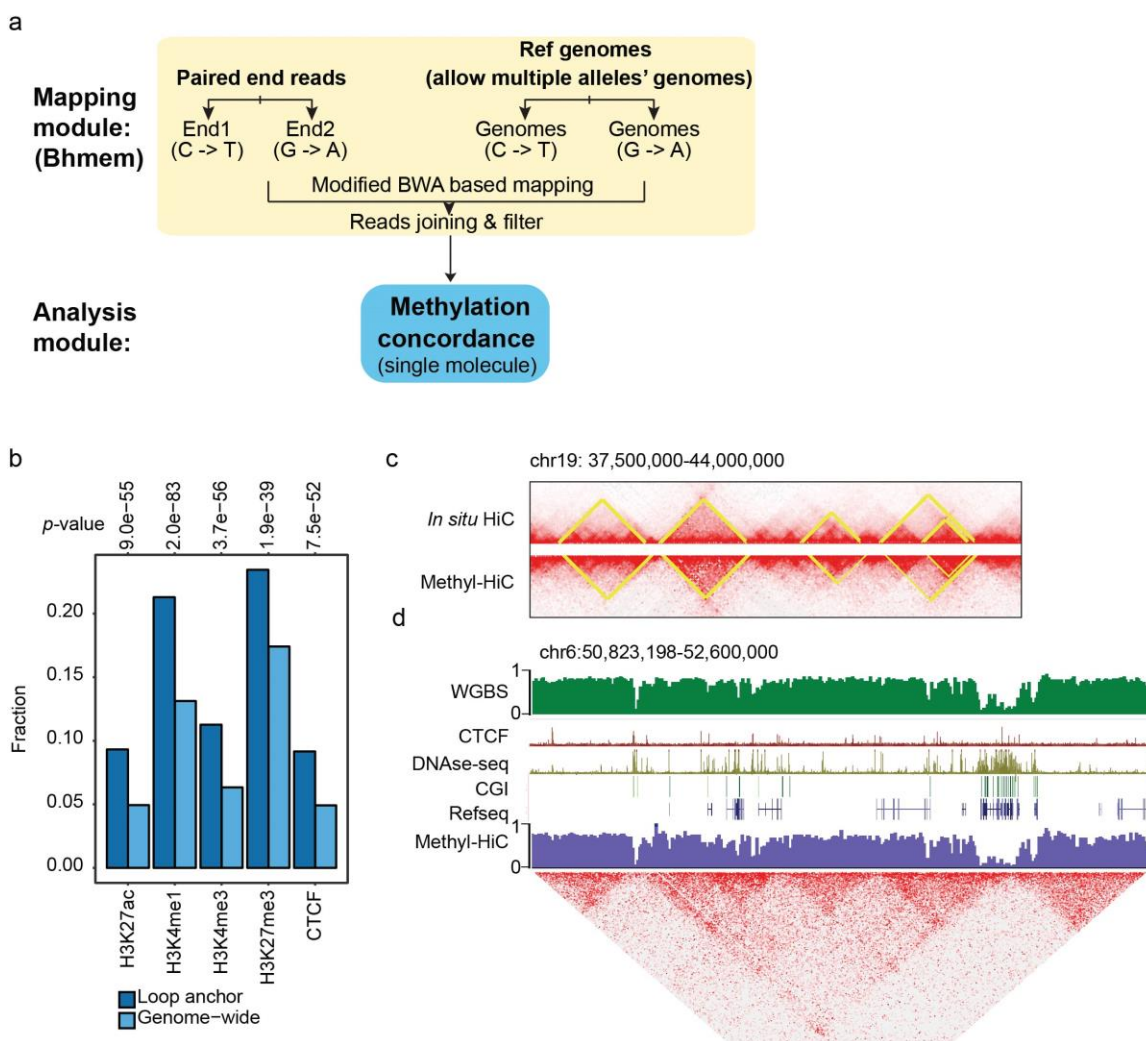 a
Mapping
module:
(Bhmem)
Paired end reads
End1
(C -> T)
End2
(G -> A)
Ref genomes
(allow multiple alleles' genomes)
Genomes
(C -> T)
Genomes
(G -> A)
Modified BWA based mapping
Reads joining & filter
Analysis
module:
Methylation
concordance
(single molecule)
b
p-value
9.0e−55
2.0e−83
3.7e−56
1.9e−39
7.5e−52
Fraction
0.20
0.15
0.10
0.05
0.00
H3K27ac
H3K4me1
H3K4me3
H3K27me3
CTCF
Loop anchor
Genome−wide
c
chr19: 37,500,000-44,000,000
In situ HiC
Methyl-HiC
d
chr6:50,823,198-52,600,000
1
WGBS
0
CTCF
DNAse-seq
CGI
Refseq
1
Methyl-HiC
0